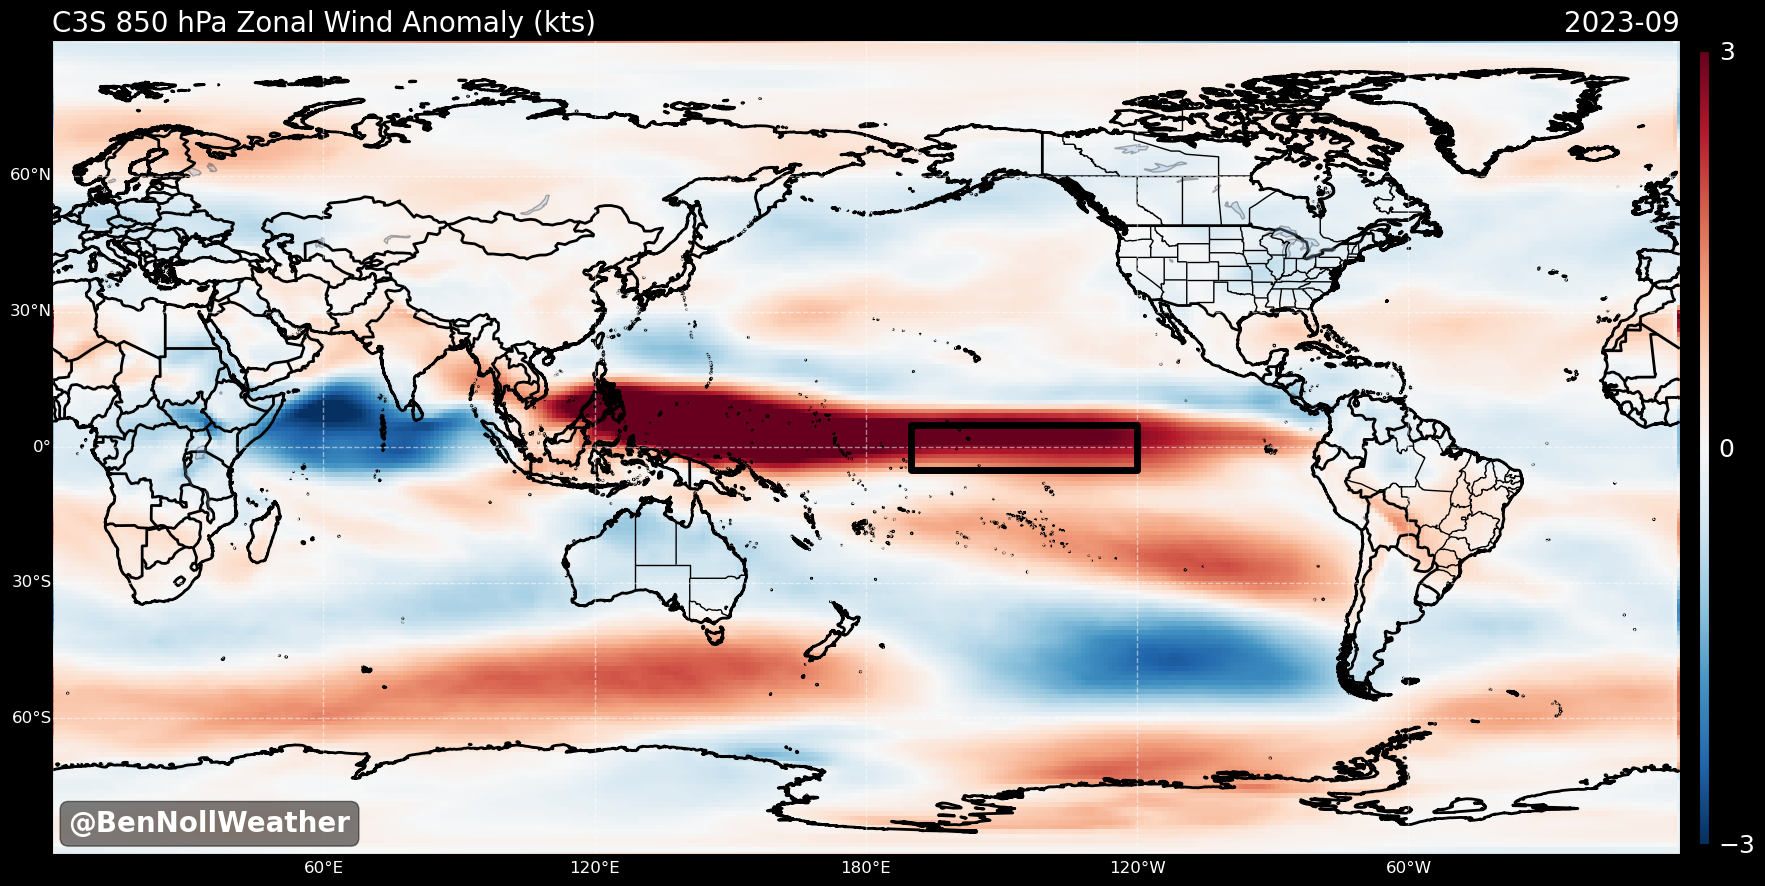 C3S 850 hPa Zonal Wind Anomaly (kts)
2023-09
3
60°N
30°N
0°
0
30°S
60°S
@BenNollWeather
−3
60°E
120°E
180°E
120°W
60°W